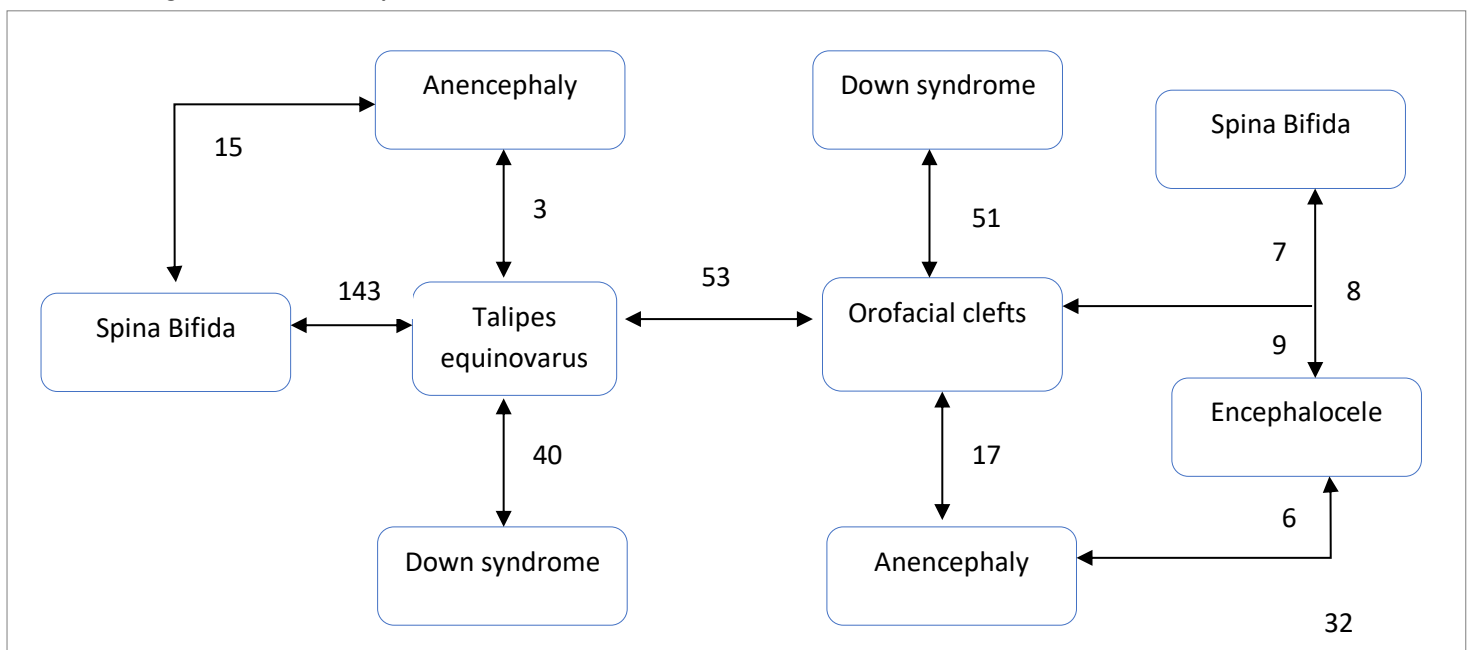 Anencephaly
Down syndrome
Spina Bifida
15
3
51
7
143
53
8
Spina Bifida
Talipes
equinovarus
Orofacial clefts
9
Encephalocele
40
17
6
Down syndrome
Anencephaly
32